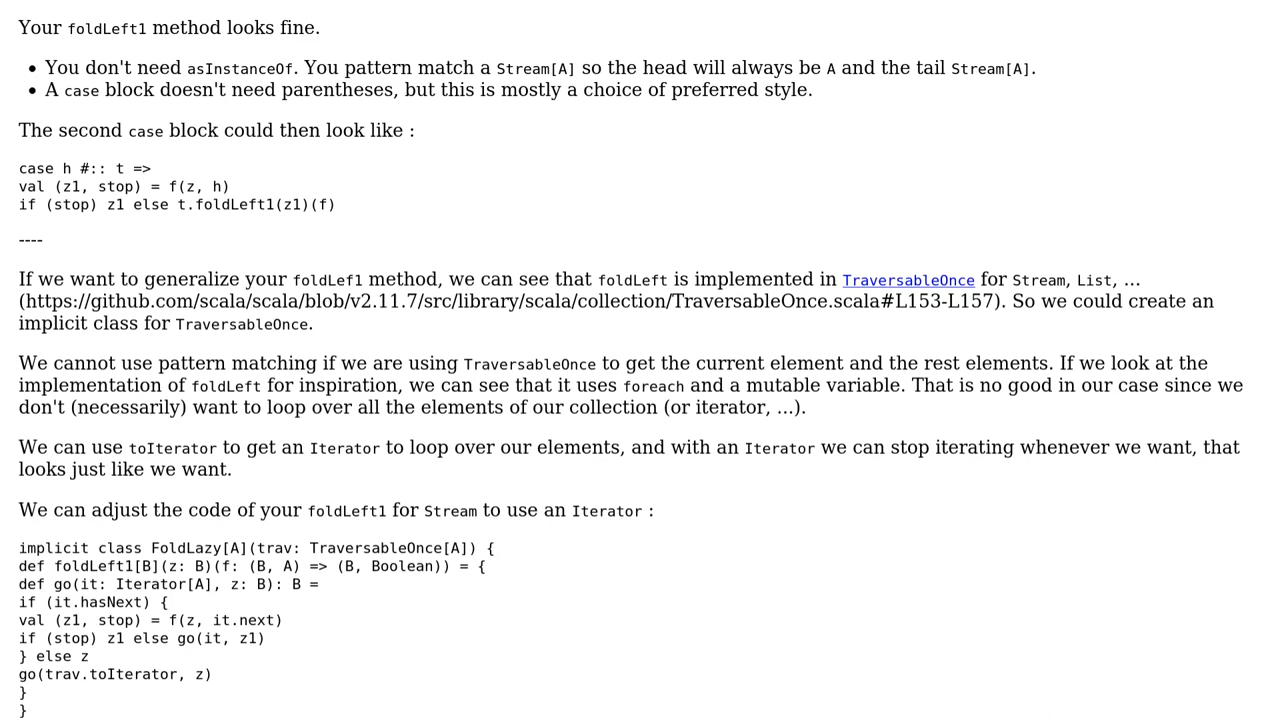 Your foldLeft1 method looks fine.
• You don't need asInstanceOf. You pattern match a Stream[A] so the head will always be A and the tail Stream[A].
• A case block doesn't need parentheses, but this is mostly a choice of preferred style.
The second case block could then look like :
case h #:: t =>
val (z1, stop) = f(z, h)
if (stop) z1 else t.foldLeft1(z1)(f)
----
If we want to generalize your foldLef1 method, we can see that foldLeft is implemented in TraversableOnce for Stream, List, ...
(https://github.com/scala/scala/blob/v2.11.7/src/library/scala/collection/TraversableOnce.scala#L153-L157). So we could create an
implicit class for TraversableOnce.
We cannot use pattern matching if we are using TraversableOnce to get the current element and the rest elements. If we look at the
implementation of foldLeft for inspiration, we can see that it uses foreach and a mutable variable. That is no good in our case since we
don't (necessarily) want to loop over all the elements of our collection (or iterator, ...).
We can use toIterator to get an Iterator to loop over our elements, and with an Iterator we can stop iterating whenever we want, that
looks just like we want.
We can adjust the code of your foldLeft1 for Stream to use an Iterator :
implicit class FoldLazy[A](trav: TraversableOnce[A]) {
def foldLeft1[B](z: B)(f: (B, A) => (B, Boolean)) = {
def go(it: Iterator[A], z: B): B =
if (it.hasNext) {
val (z1, stop) = f(z, it.next)
if (stop) z1 else go(it, z1)
} else z
go(trav.toIterator, z)
}
}